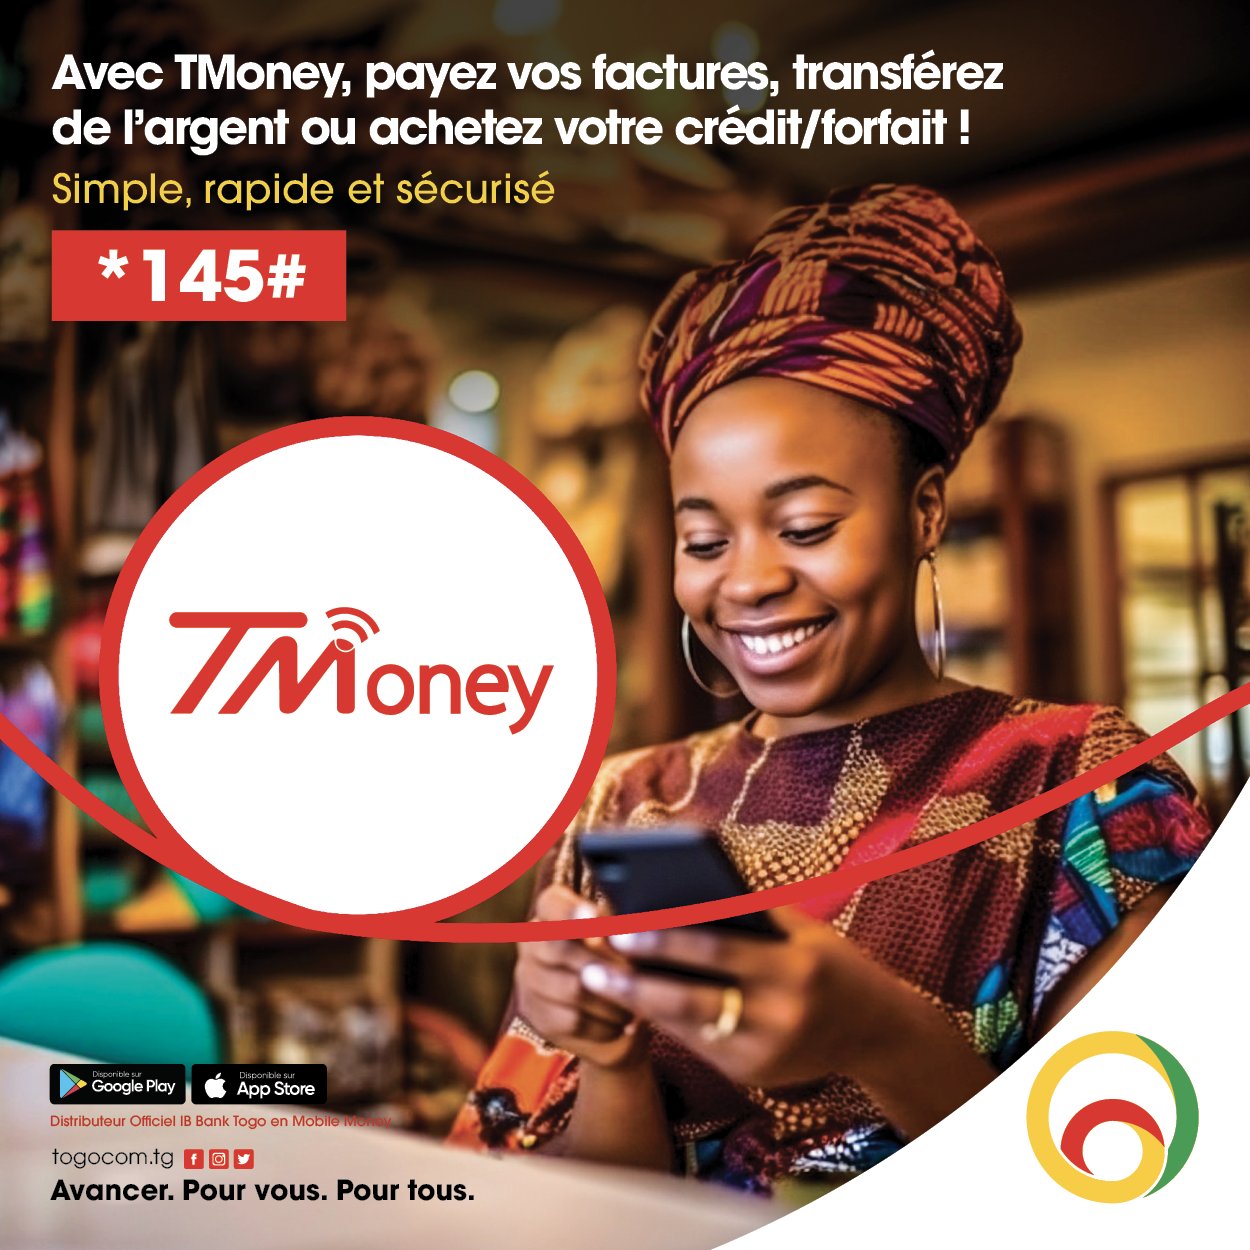 Avec TMoney, payez vos factures, transférez
de l'argent ou achetez votre crédit/forfait !
Simple, rapide et sécurisé
*145#
TMoney
Disponible sur
Google Play
Disponible sur
App Store
Distributeur Officiel IB Bank Togo en Mobile Money
togocom.tg
Avancer. Pour vous. Pour tous.